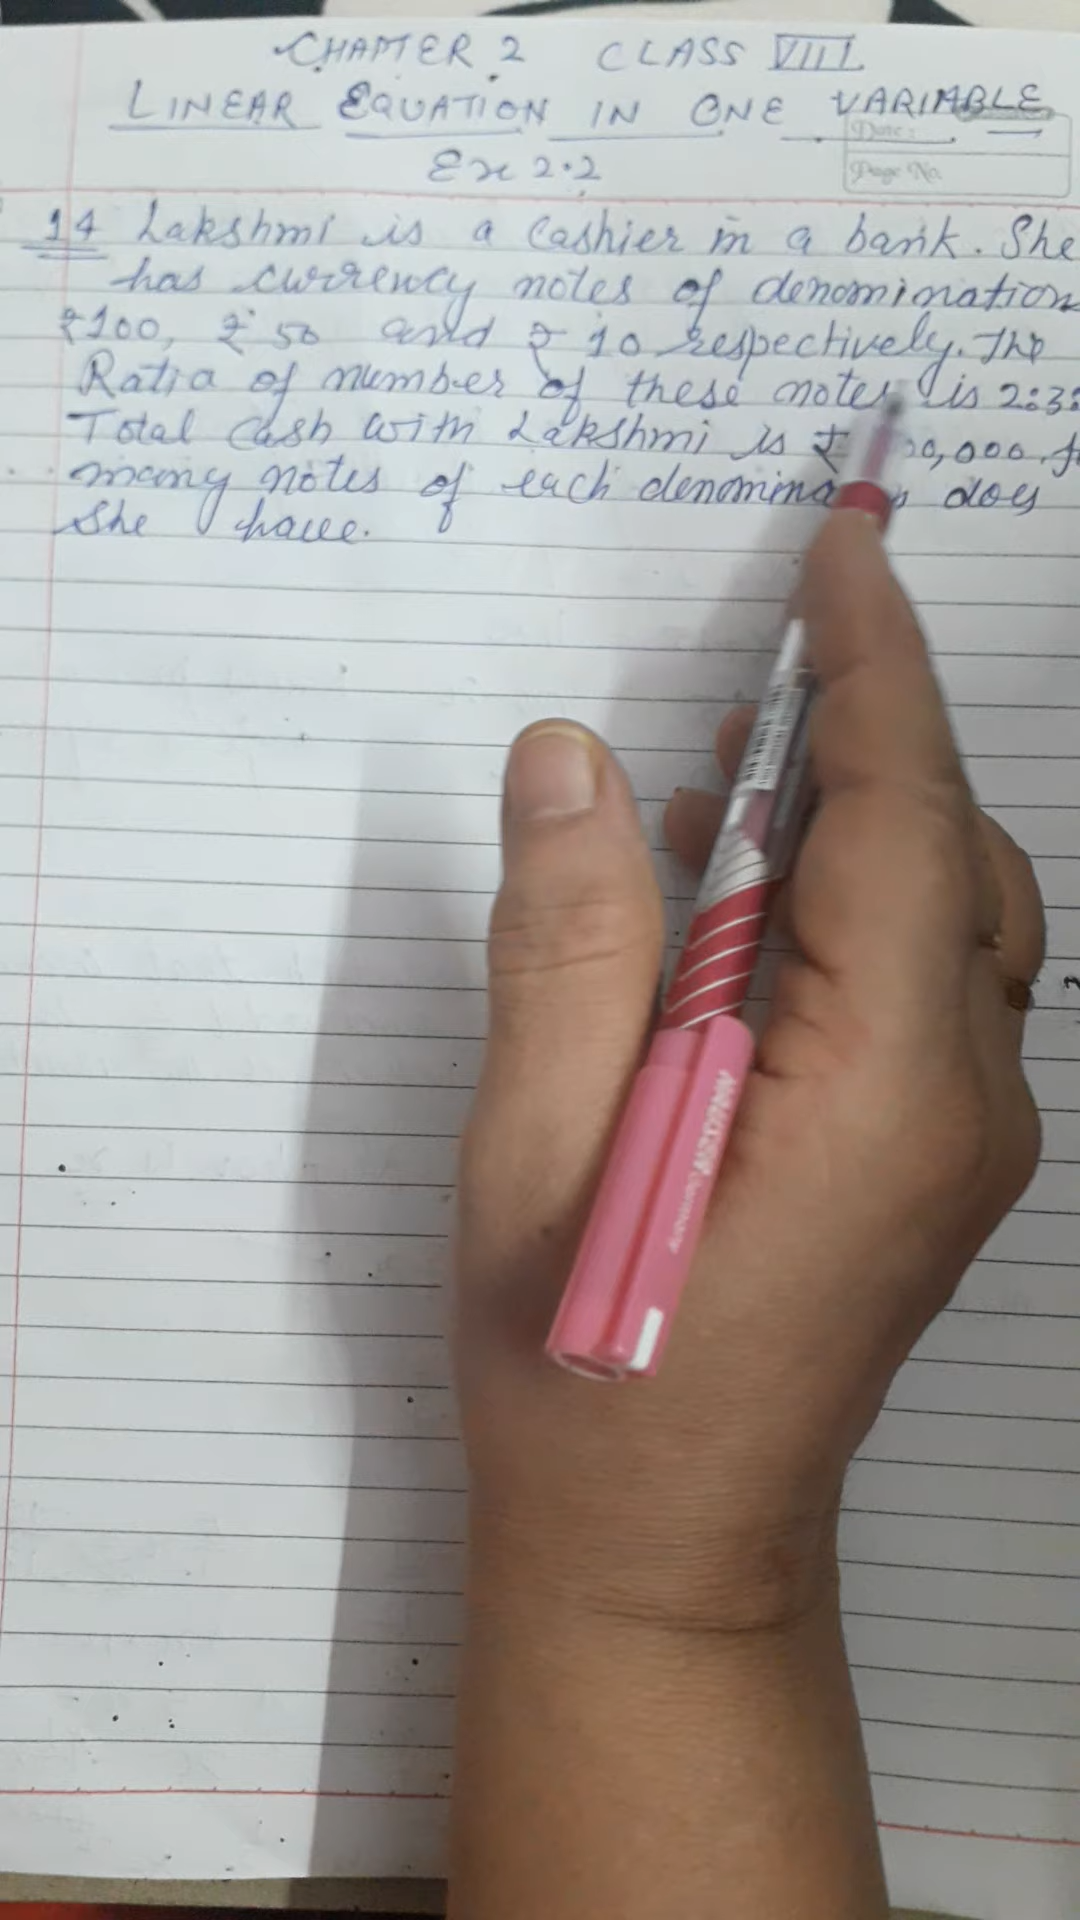 CHAPTER 2 CLASS VIII
LINEAR EQUATION IN ONE VARIABLE
Date:
Page No.
Ex 2.2
14 Lakshmi is a Cashier in a bank. She
has currency notes of denomination
₹100, ₹50 and ₹10 respectively. The
Ratio of number of these notes is 2:3:
Total Cash with Lakshmi is ₹ 00,000.
many notes of each denomina does
She have.